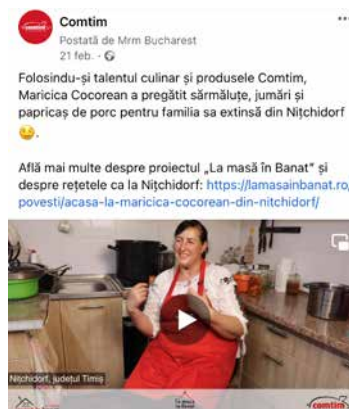 Comtim
Postată de Mrm Bucharest
21 feb. ·
Folosindu-și talentul culinar și produsele Comtim,
Maricica Cocorean a pregătit sărmăluțe, jumări și
papricaș de porc pentru familia sa extinsă din Nițchidorf
Află mai multe despre proiectul „La masă în Banat” și
despre rețetele ca la Nițchidorf: https://lamasainbanat.ro/
povesti/acasa-la-maricica-cocorean-din-nitchidorf/
Nițchidorf, județul Timiș
comtim